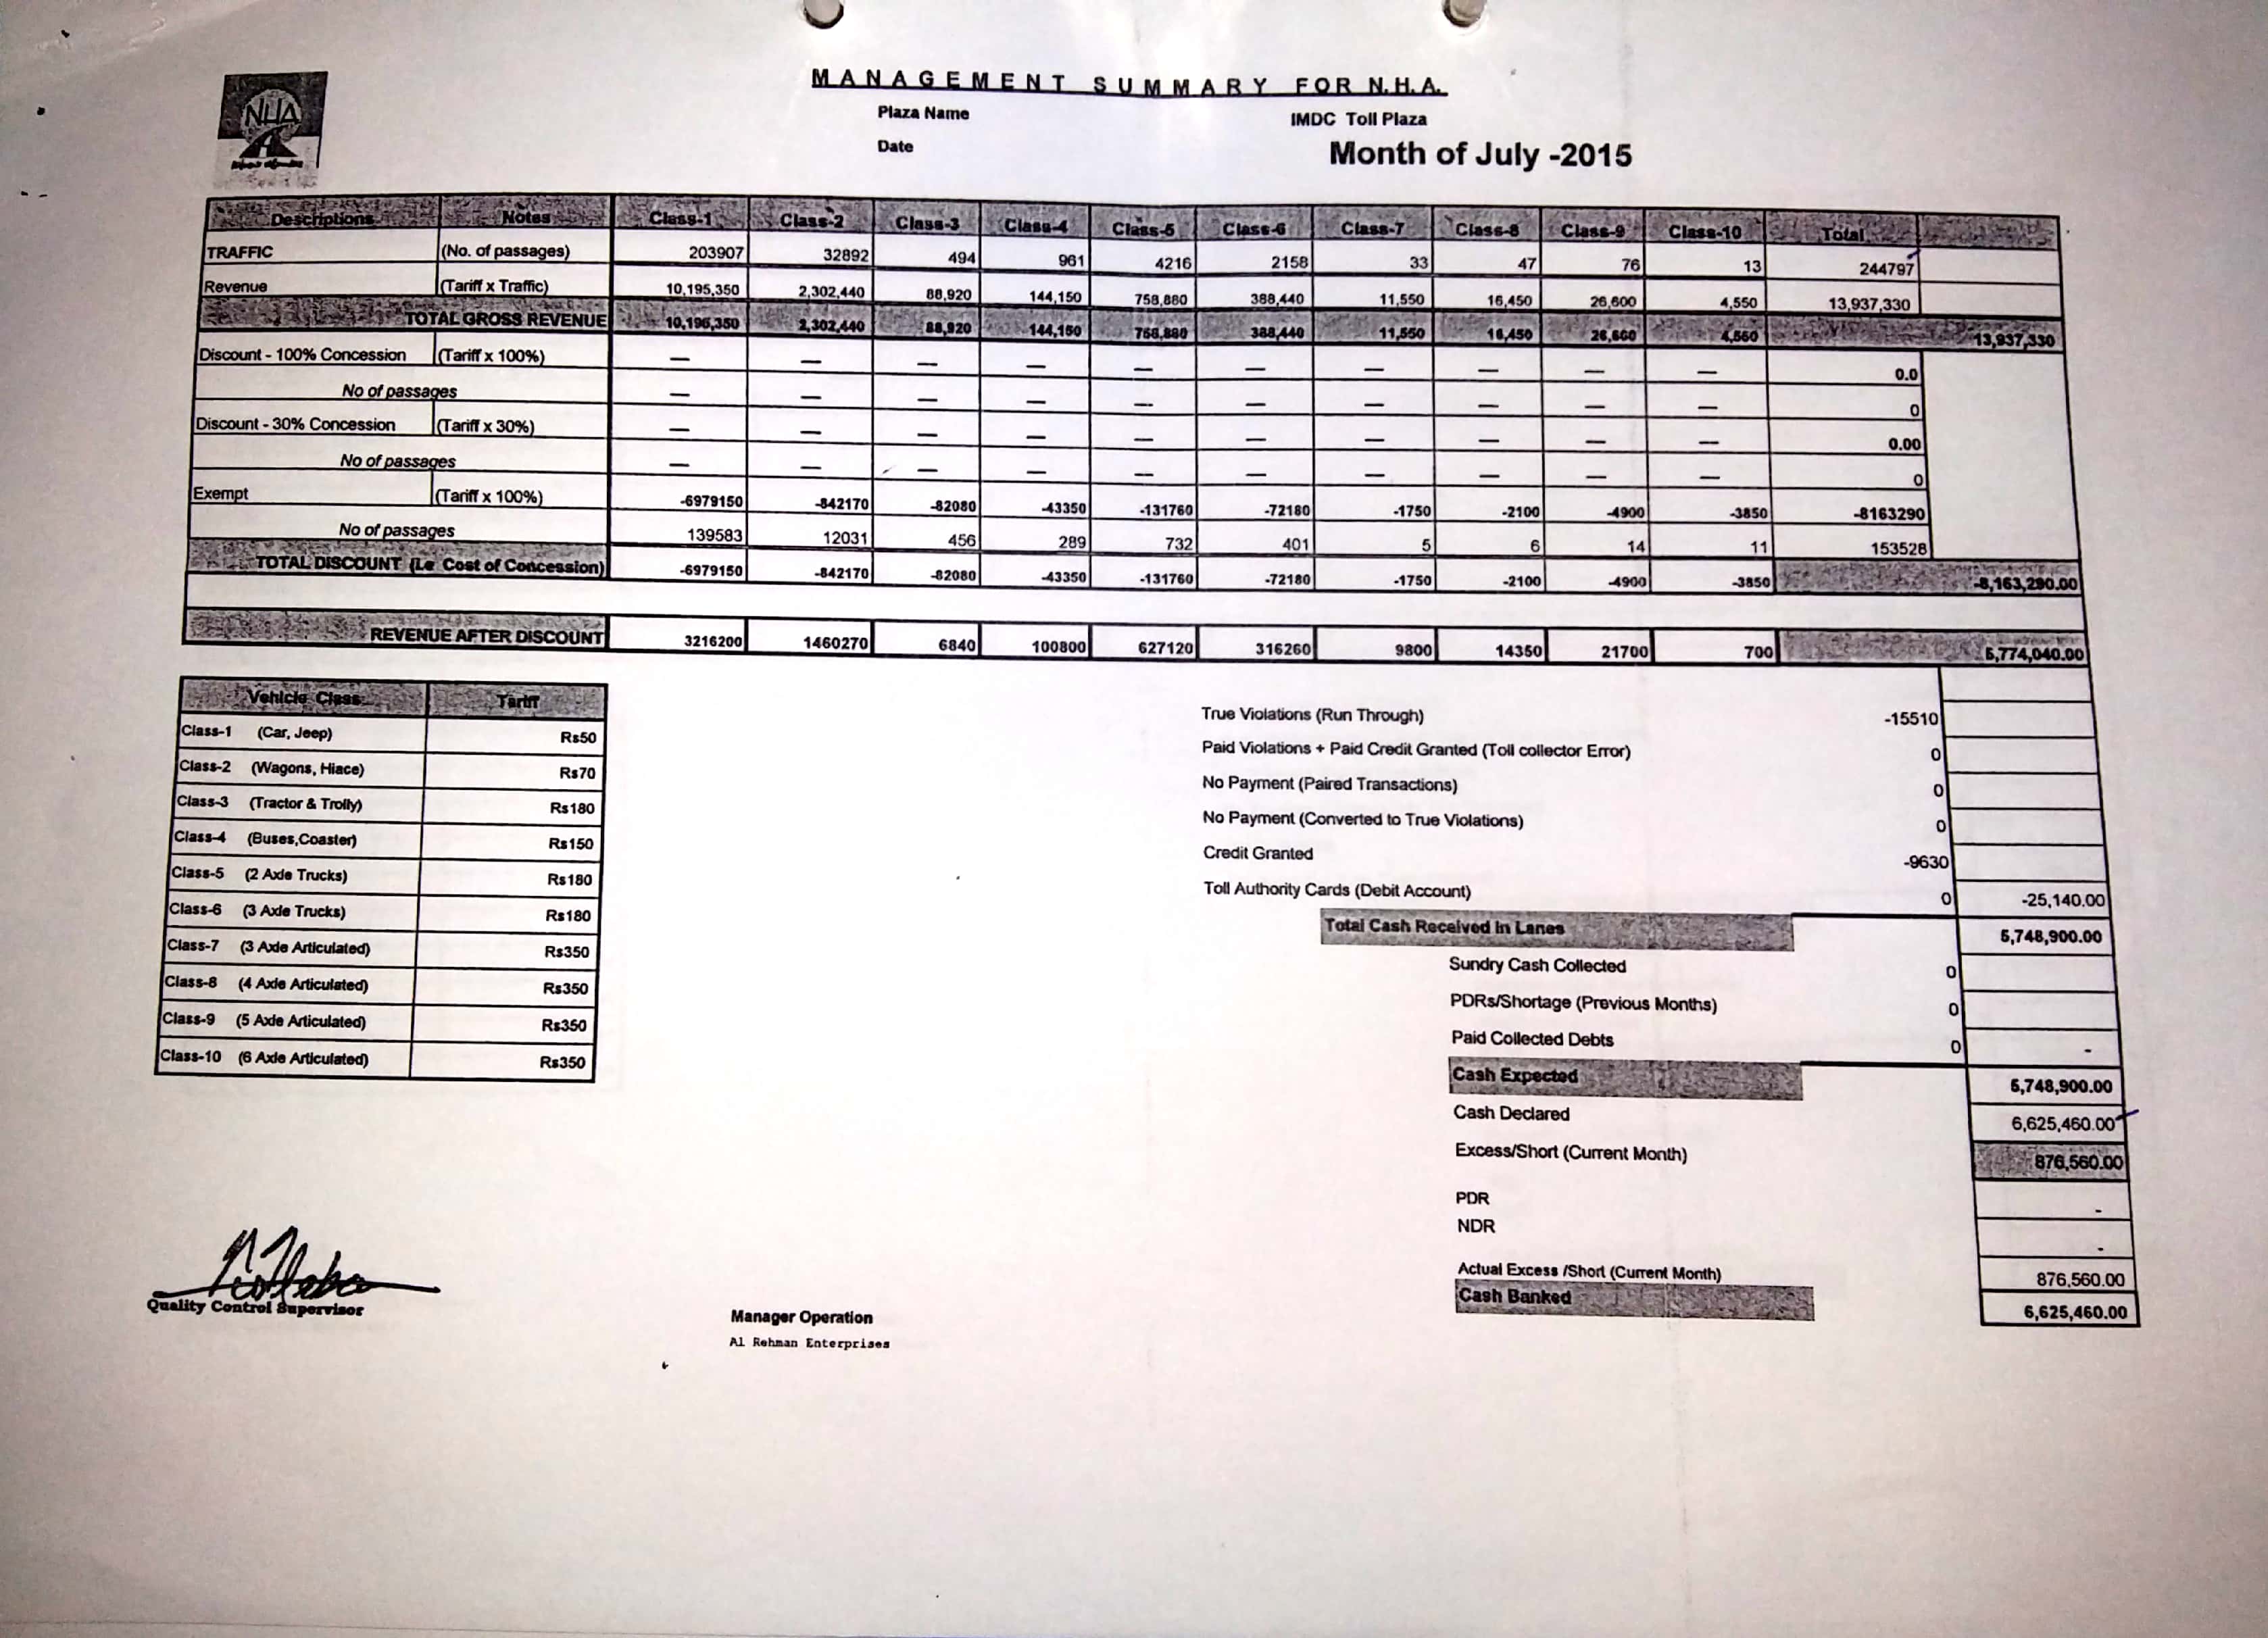 NHA
MANAGEMENT SUMMARY FOR N.H.A.
Plaza Name IMDC Toll Plaza
Date Month of July -2015
Descriptions Notes Class-1 Class-2 Class-3 Class-4 Class-5 Class-6 Class-7 Class-8 Class-9 Class-10 Total
TRAFFIC (No. of passages) 203907 32892 494 961 4216 2158 33 47 76 13 244797
Revenue (Tariff x Traffic) 10,195,350 2,302,440 88,920 144,150 758,880 388,440 11,550 16,450 26,600 4,550 13,937,330
TOTAL GROSS REVENUE 10,195,350 2,302,440 88,920 144,150 758,880 388,440 11,550 16,450 26,600 4,550 13,937,330
Discount - 100% Concession (Tariff x 100%) — — — — — — — — — — 0.0
No of passages — — — — — — — — — — 0
Discount - 30% Concession (Tariff x 30%) — — — — — — — — — — 0.00
No of passages — — — — — — — — — — 0
Exempt (Tariff x 100%) -6979150 -842170 -82080 -43350 -131760 -72180 -1750 -2100 -4900 -3850 -8163290
No of passages 139583 12031 456 289 732 401 5 6 14 11 153528
TOTAL DISCOUNT (i.e Cost of Concession) -6979150 -842170 -82080 -43350 -131760 -72180 -1750 -2100 -4900 -3850 -8,163,290.00
REVENUE AFTER DISCOUNT 3216200 1460270 6840 100800 627120 316260 9800 14350 21700 700 5,774,040.00
Vehicle Class Tariff
Class-1 (Car, Jeep) Rs50
Class-2 (Wagons, Hiace) Rs70
Class-3 (Tractor & Trolly) Rs180
Class-4 (Buses,Coaster) Rs150
Class-5 (2 Axle Trucks) Rs180
Class-6 (3 Axle Trucks) Rs180
Class-7 (3 Axle Articulated) Rs350
Class-8 (4 Axle Articulated) Rs350
Class-9 (5 Axle Articulated) Rs350
Class-10 (6 Axle Articulated) Rs350
True Violations (Run Through) -15510
Paid Violations + Paid Credit Granted (Toll collector Error) 0
No Payment (Paired Transactions) 0
No Payment (Converted to True Violations) 0
Credit Granted -9630
Toll Authority Cards (Debit Account) 0 -25,140.00
Total Cash Received In Lanes 5,748,900.00
Sundry Cash Collected 0
PDRs/Shortage (Previous Months) 0
Paid Collected Debts 0 -
Cash Expected 5,748,900.00
Cash Declared 6,625,460.00
Excess/Short (Current Month) 876,560.00
PDR -
NDR -
Actual Excess /Short (Current Month) 876,560.00
Cash Banked 6,625,460.00
Quality Control Supervisor
Manager Operation
Al Rehman Enterprises